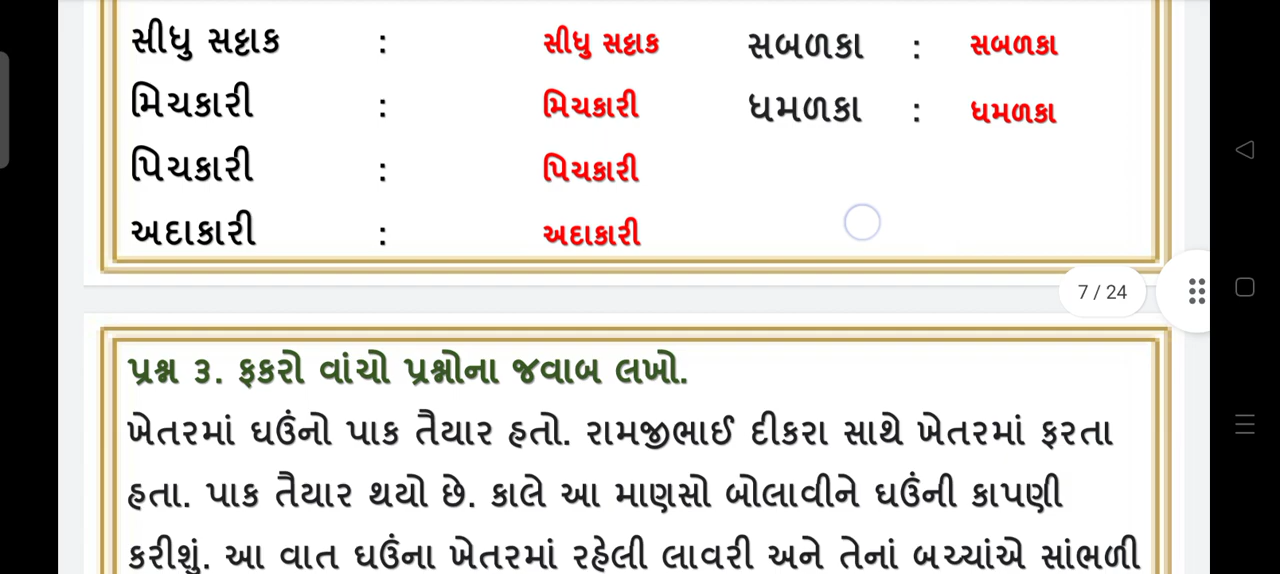 સીધુ સટ્ટાક : સીધુ સટ્ટાક સબળકા : સબળકા
મિચકારી : મિચકારી ધમળકા : ધમળકા
પિચકારી : પિચકારી
અદાકારી : અદાકારી
7 / 24
પ્રશ્ન ૩. ફકરો વાંચો પ્રશ્નોના જવાબ લખો.
ખેતરમાં ઘઉંનો પાક તૈયાર હતો. રામજીભાઈ દીકરા સાથે ખેતરમાં ફરતા
હતા. પાક તૈયાર થયો છે. કાલે આ માણસો બોલાવીને ઘઉંની કાપણી
કરીશું. આ વાત ઘઉંના ખેતરમાં રહેલી લાવરી અને તેનાં બચ્ચાંએ સાંભળી